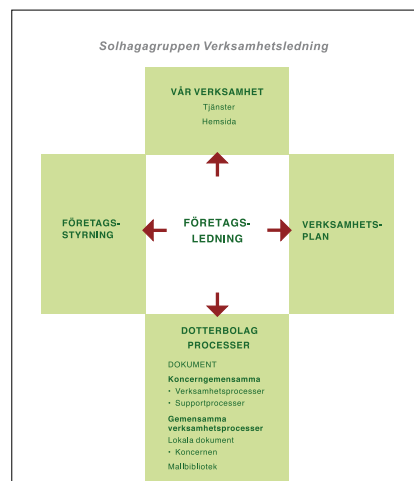 Solhagagruppen Verksamhetsledning
VÅR VERKSAMHET
Tjänster
Hemsida
FÖRETAGS-
STYRNING
FÖRETAGS-
LEDNING
VERKSAMHETS-
PLAN
DOTTERBOLAG
PROCESSER
DOKUMENT
Koncerngemensamma
• Verksamhetsprocesser
• Supportprocesser
Gemensamma
verksamhetsprocesser
Lokala dokument
• Koncernen
Mallbibliotek